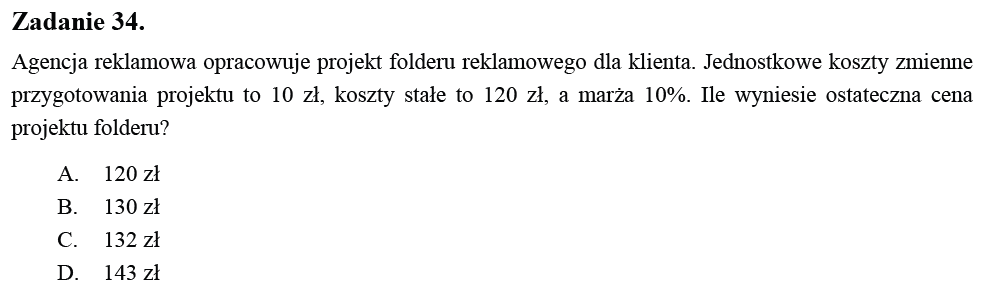 Zadanie 34.
Agencja reklamowa opracowuje projekt folderu reklamowego dla klienta. Jednostkowe koszty zmienne
przygotowania projektu to 10 zł, koszty stałe to 120 zł, a marża 10%. Ile wyniesie ostateczna cena
projektu folderu?
A. 120 zł
B. 130 zł
C. 132 zł
D. 143 zł